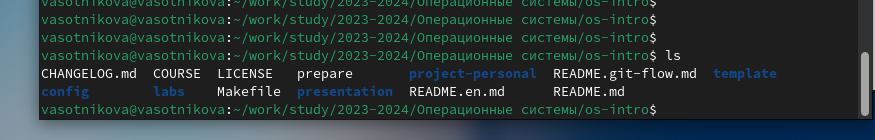 vasotnikova@vasotnikova:~/work/study/2023-2024/Операционные системы/os-intro$
vasotnikova@vasotnikova:~/work/study/2023-2024/Операционные системы/os-intro$
vasotnikova@vasotnikova:~/work/study/2023-2024/Операционные системы/os-intro$
vasotnikova@vasotnikova:~/work/study/2023-2024/Операционные системы/os-intro$ ls
CHANGELOG.md COURSE LICENSE prepare project-personal README.git-flow.md template
config labs Makefile presentation README.en.md README.md
vasotnikova@vasotnikova:~/work/study/2023-2024/Операционные системы/os-intro$